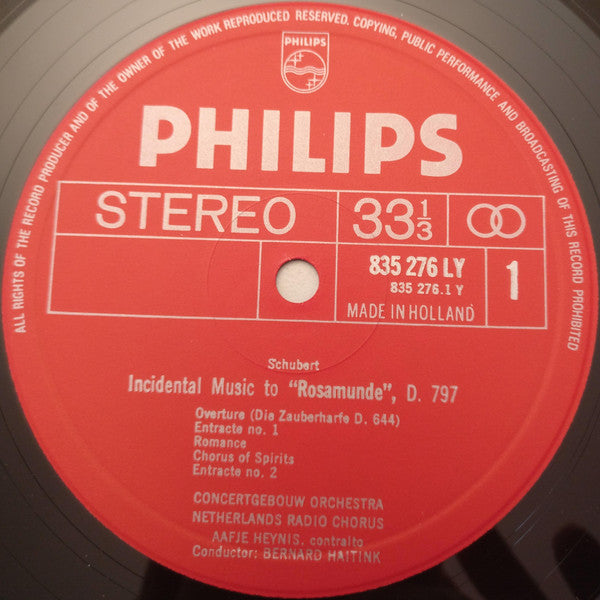 ALL RIGHTS OF THE RECORD PRODUCER AND OF THE OWNER OF THE WORK REPRODUCED RESERVED. COPYING, PUBLIC PERFORMANCE AND BROADCASTING OF THIS RECORD PROHIBITED
PHILIPS
PHILIPS
STEREO 33 1/3
835 276 LY 1
835 276.1 Y
MADE IN HOLLAND
Schubert
Incidental Music to "Rosamunde", D. 797
Overture (Die Zauberharfe D. 644)
Entracte no. 1
Romance
Chorus of Spirits
Entracte no. 2
CONCERTGEBOUW ORCHESTRA
NETHERLANDS RADIO CHORUS
AAFJE HEYNIS, contralto
Conductor: BERNARD HAITINK